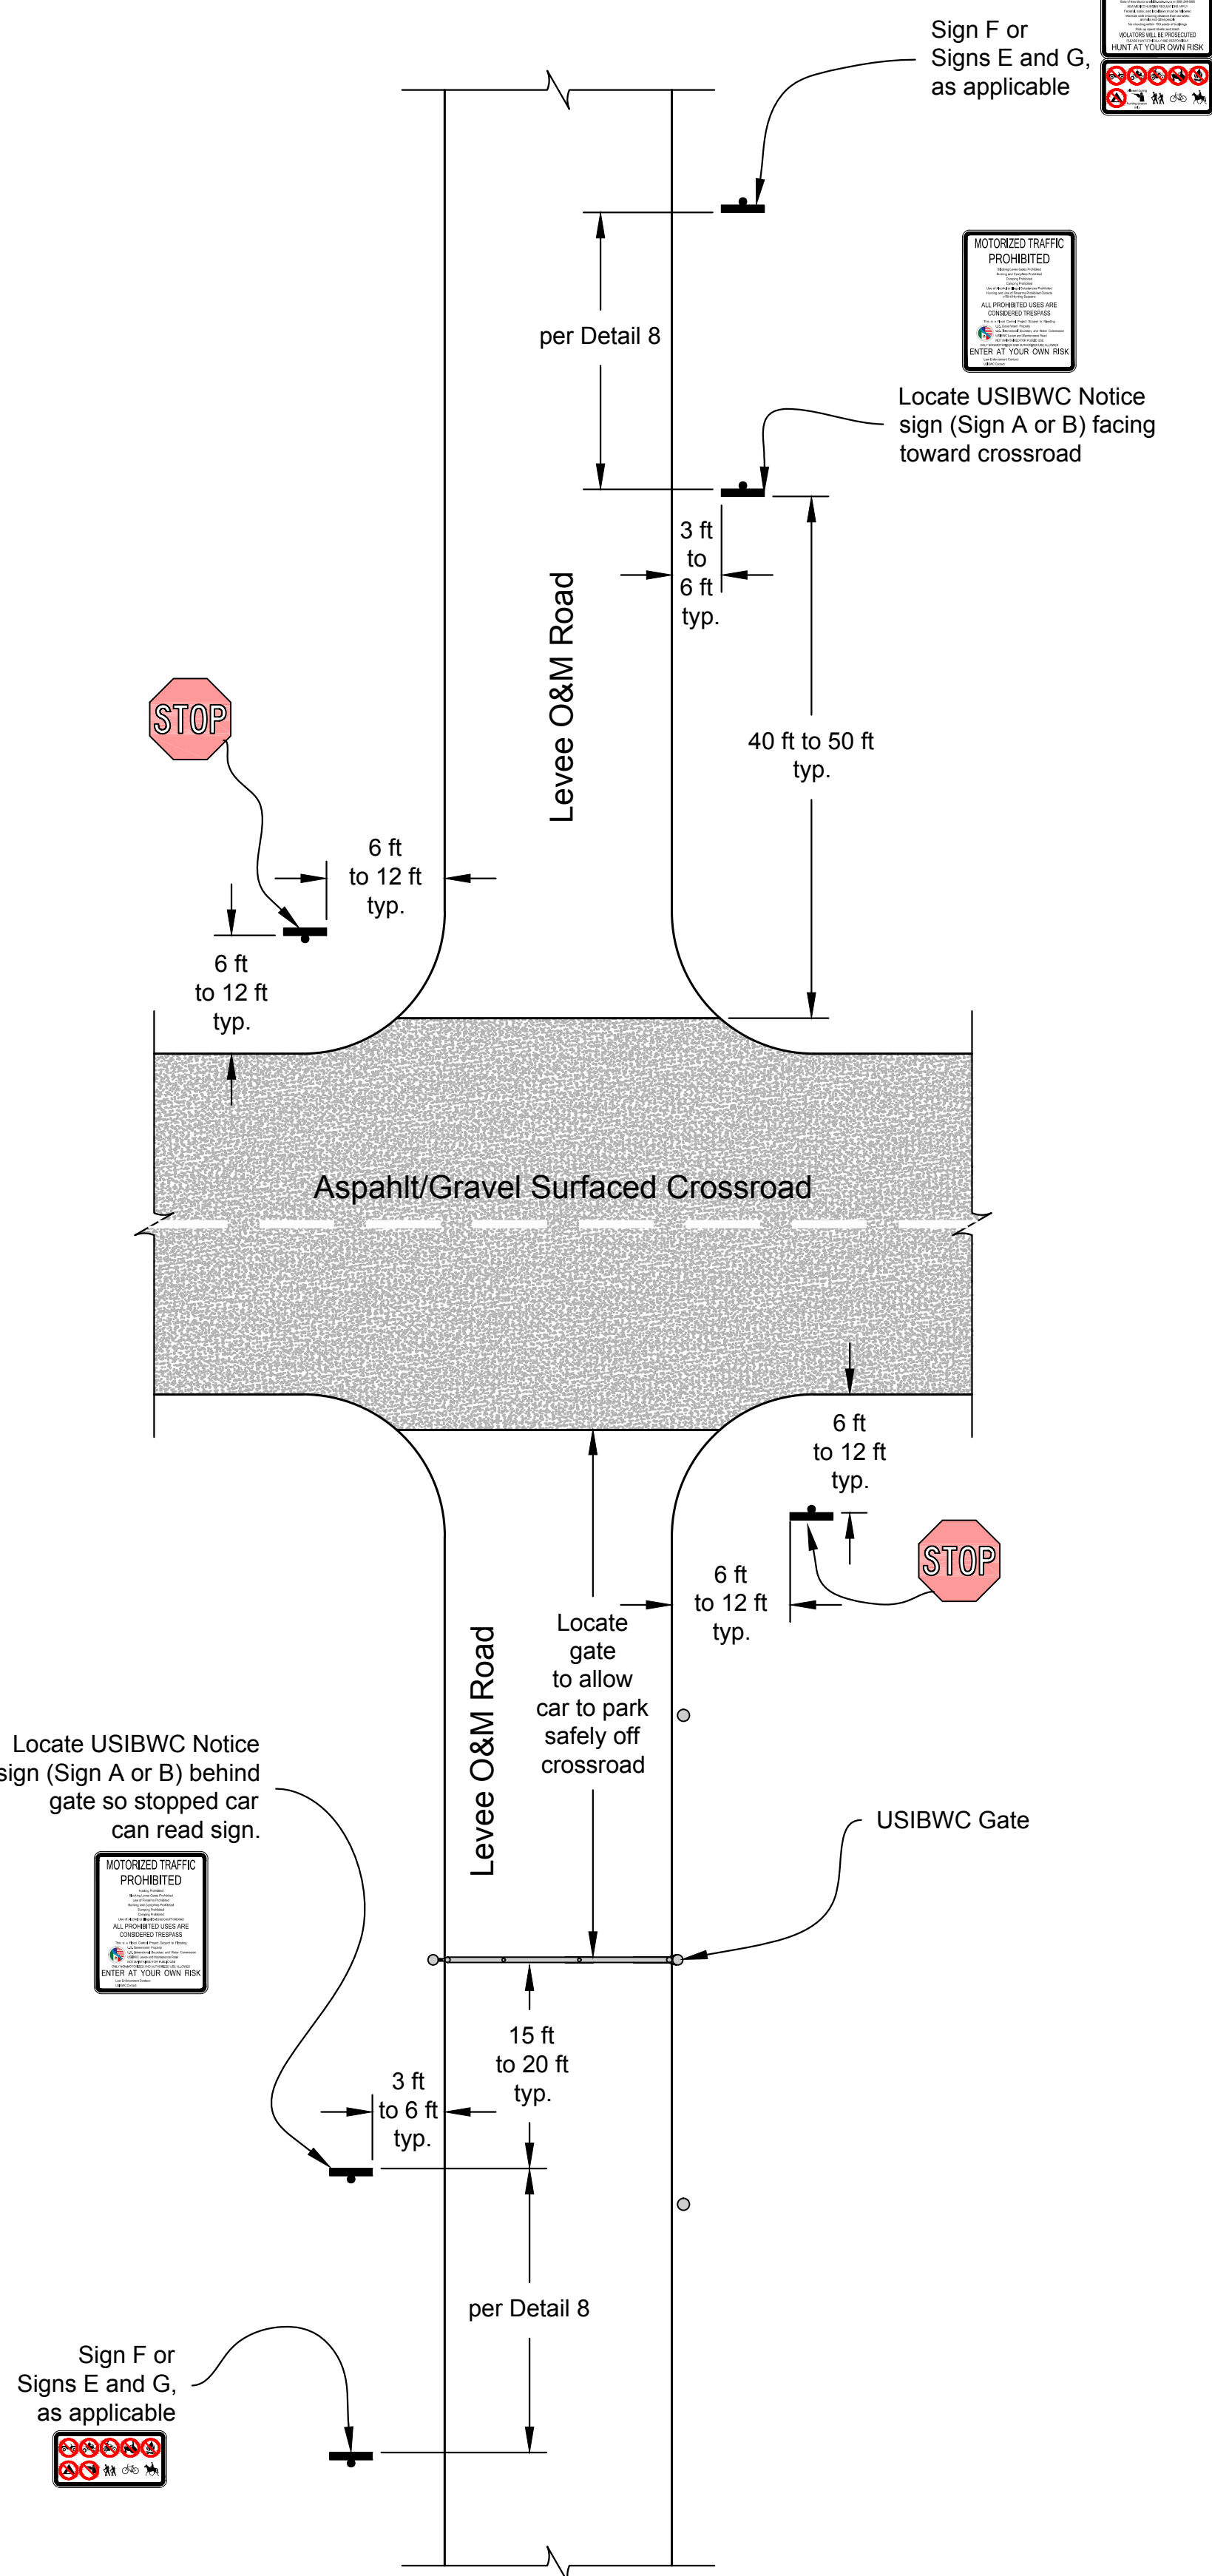 VIOLATORS WILL BE PROSECUTED
HUNT AT YOUR OWN RISK
Sign F or
Signs E and G,
as applicable
MOTORIZED TRAFFIC
PROHIBITED
ALL PROHIBITED USES ARE
CONSIDERED TRESPASS
ENTER AT YOUR OWN RISK
per Detail 8
Locate USIBWC Notice
sign (Sign A or B) facing
toward crossroad
3 ft
to
6 ft
typ.
Levee O&M Road
STOP
40 ft to 50 ft
typ.
6 ft
to 12 ft
typ.
6 ft
to 12 ft
typ.
Aspahlt/Gravel Surfaced Crossroad
6 ft
to 12 ft
typ.
STOP
6 ft
to 12 ft
typ.
Locate
gate
to allow
car to park
safely off
crossroad
Levee O&M Road
Locate USIBWC Notice
sign (Sign A or B) behind
gate so stopped car
can read sign.
USIBWC Gate
MOTORIZED TRAFFIC
PROHIBITED
ALL PROHIBITED USES ARE
CONSIDERED TRESPASS
ENTER AT YOUR OWN RISK
15 ft
to 20 ft
typ.
3 ft
to 6 ft
typ.
per Detail 8
Sign F or
Signs E and G,
as applicable